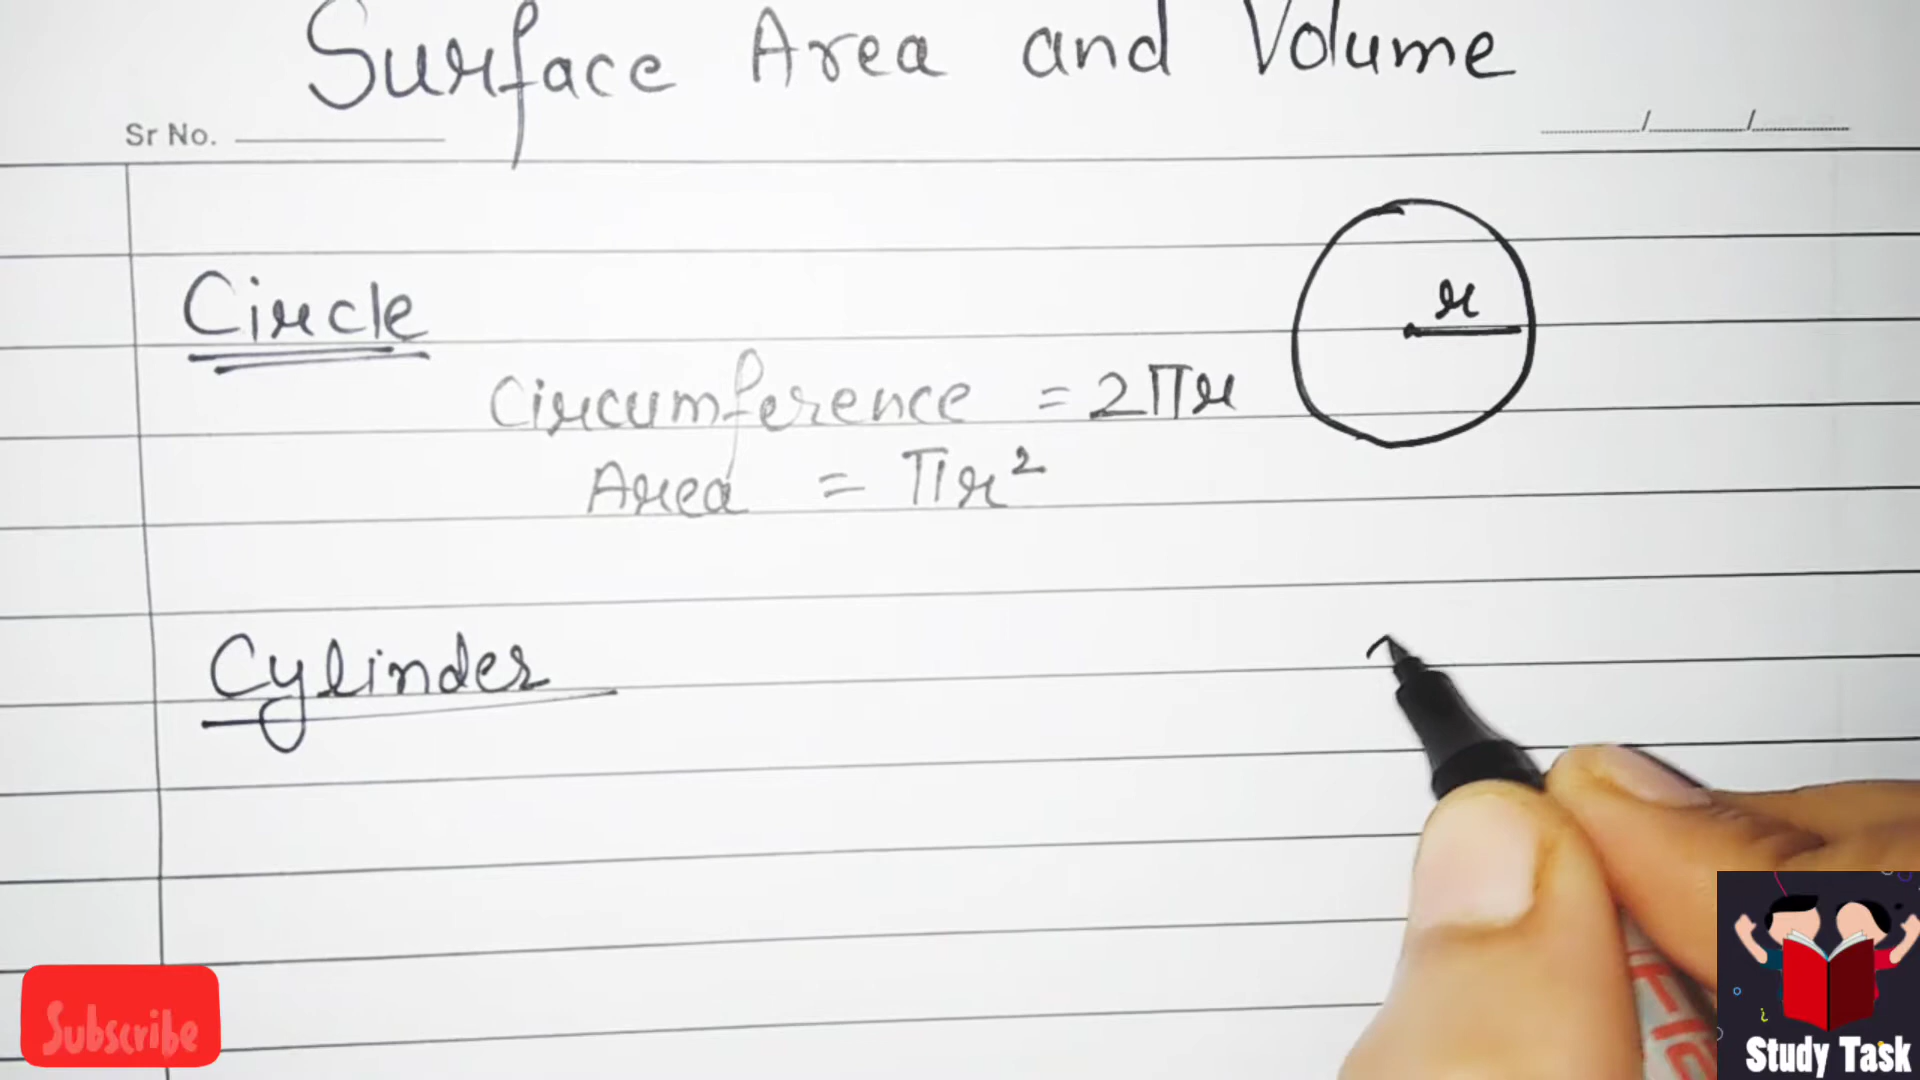 Surface Area and Volume
Sr No.
Circle
r
Circumference = 2πr
Area = πr²
Cylinder
Subscribe
Study Task